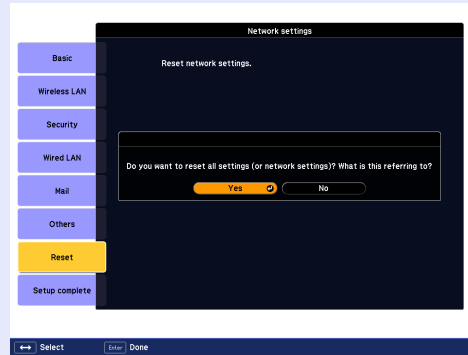 Network settings
Basic
Reset network settings.
Wireless LAN
Security
Wired LAN
Do you want to reset all settings (or network settings)? What is this referring to?
Yes
No
Mail
Others
Reset
Setup complete
Select
Enter Done